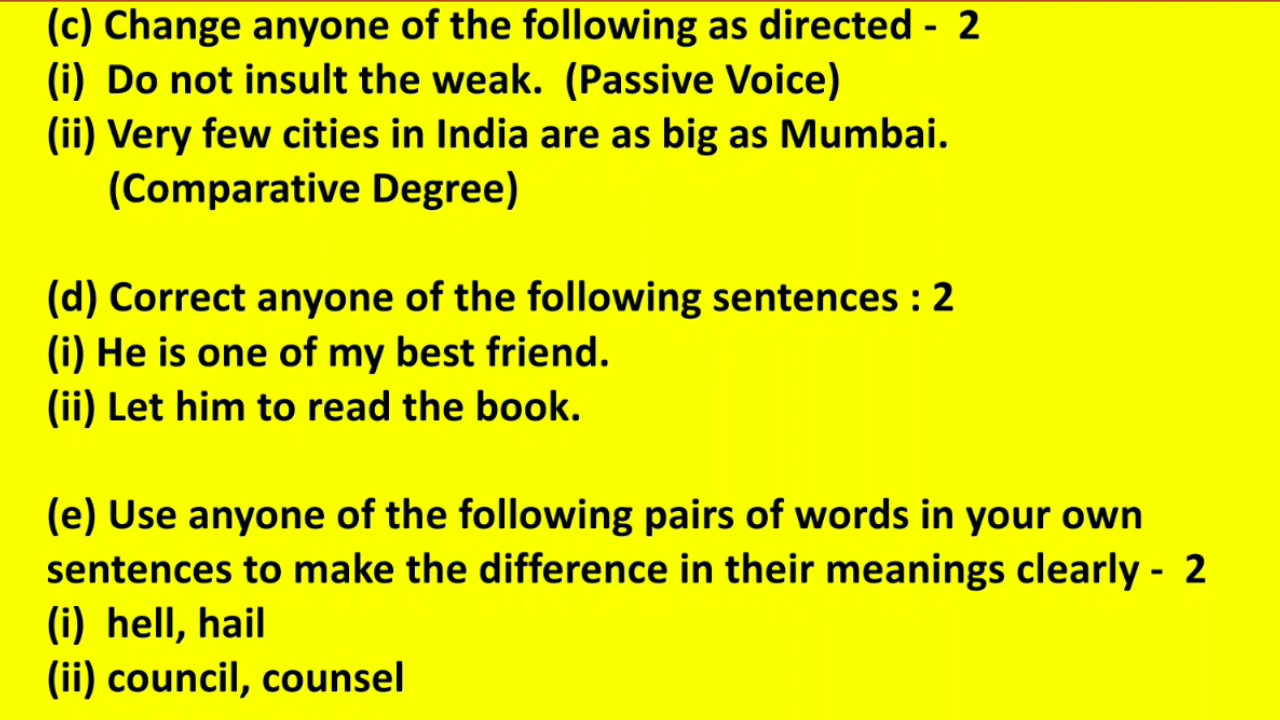 (c) Change anyone of the following as directed - 2
(i) Do not insult the weak. (Passive Voice)
(ii) Very few cities in India are as big as Mumbai.
(Comparative Degree)
(d) Correct anyone of the following sentences : 2
(i) He is one of my best friend.
(ii) Let him to read the book.
(e) Use anyone of the following pairs of words in your own
sentences to make the difference in their meanings clearly - 2
(i) hell, hail
(ii) council, counsel